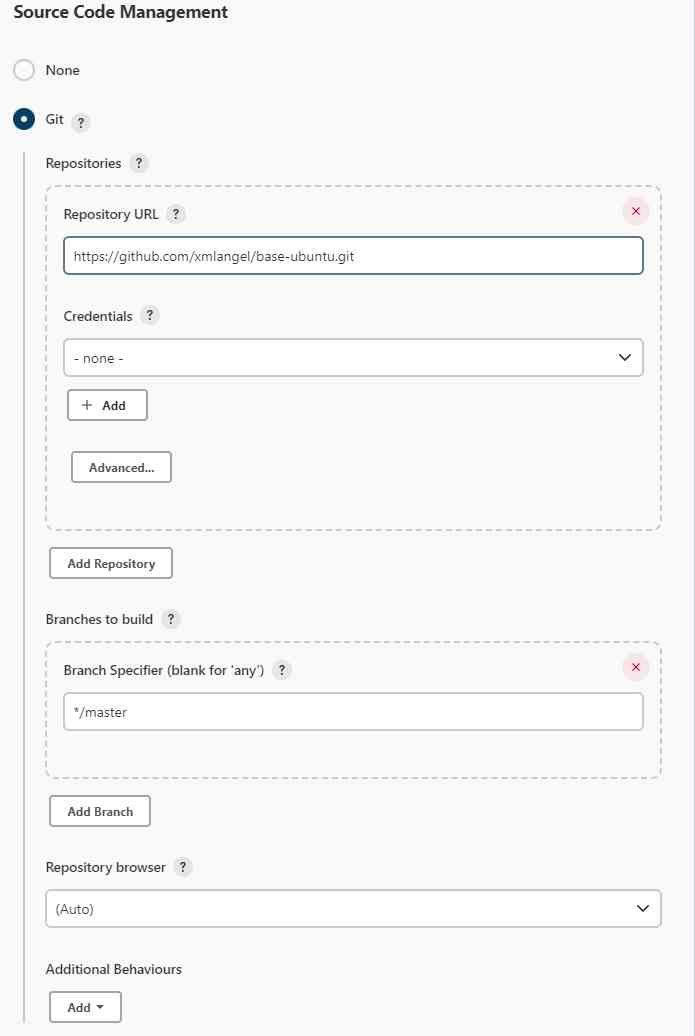 Source Code Management
None
Git ?
Repositories ?
Repository URL ?
https://github.com/xmlangel/base-ubuntu.git
Credentials ?
- none -
+ Add
Advanced...
Add Repository
Branches to build ?
Branch Specifier (blank for 'any') ?
*/master
Add Branch
Repository browser ?
(Auto)
Additional Behaviours
Add